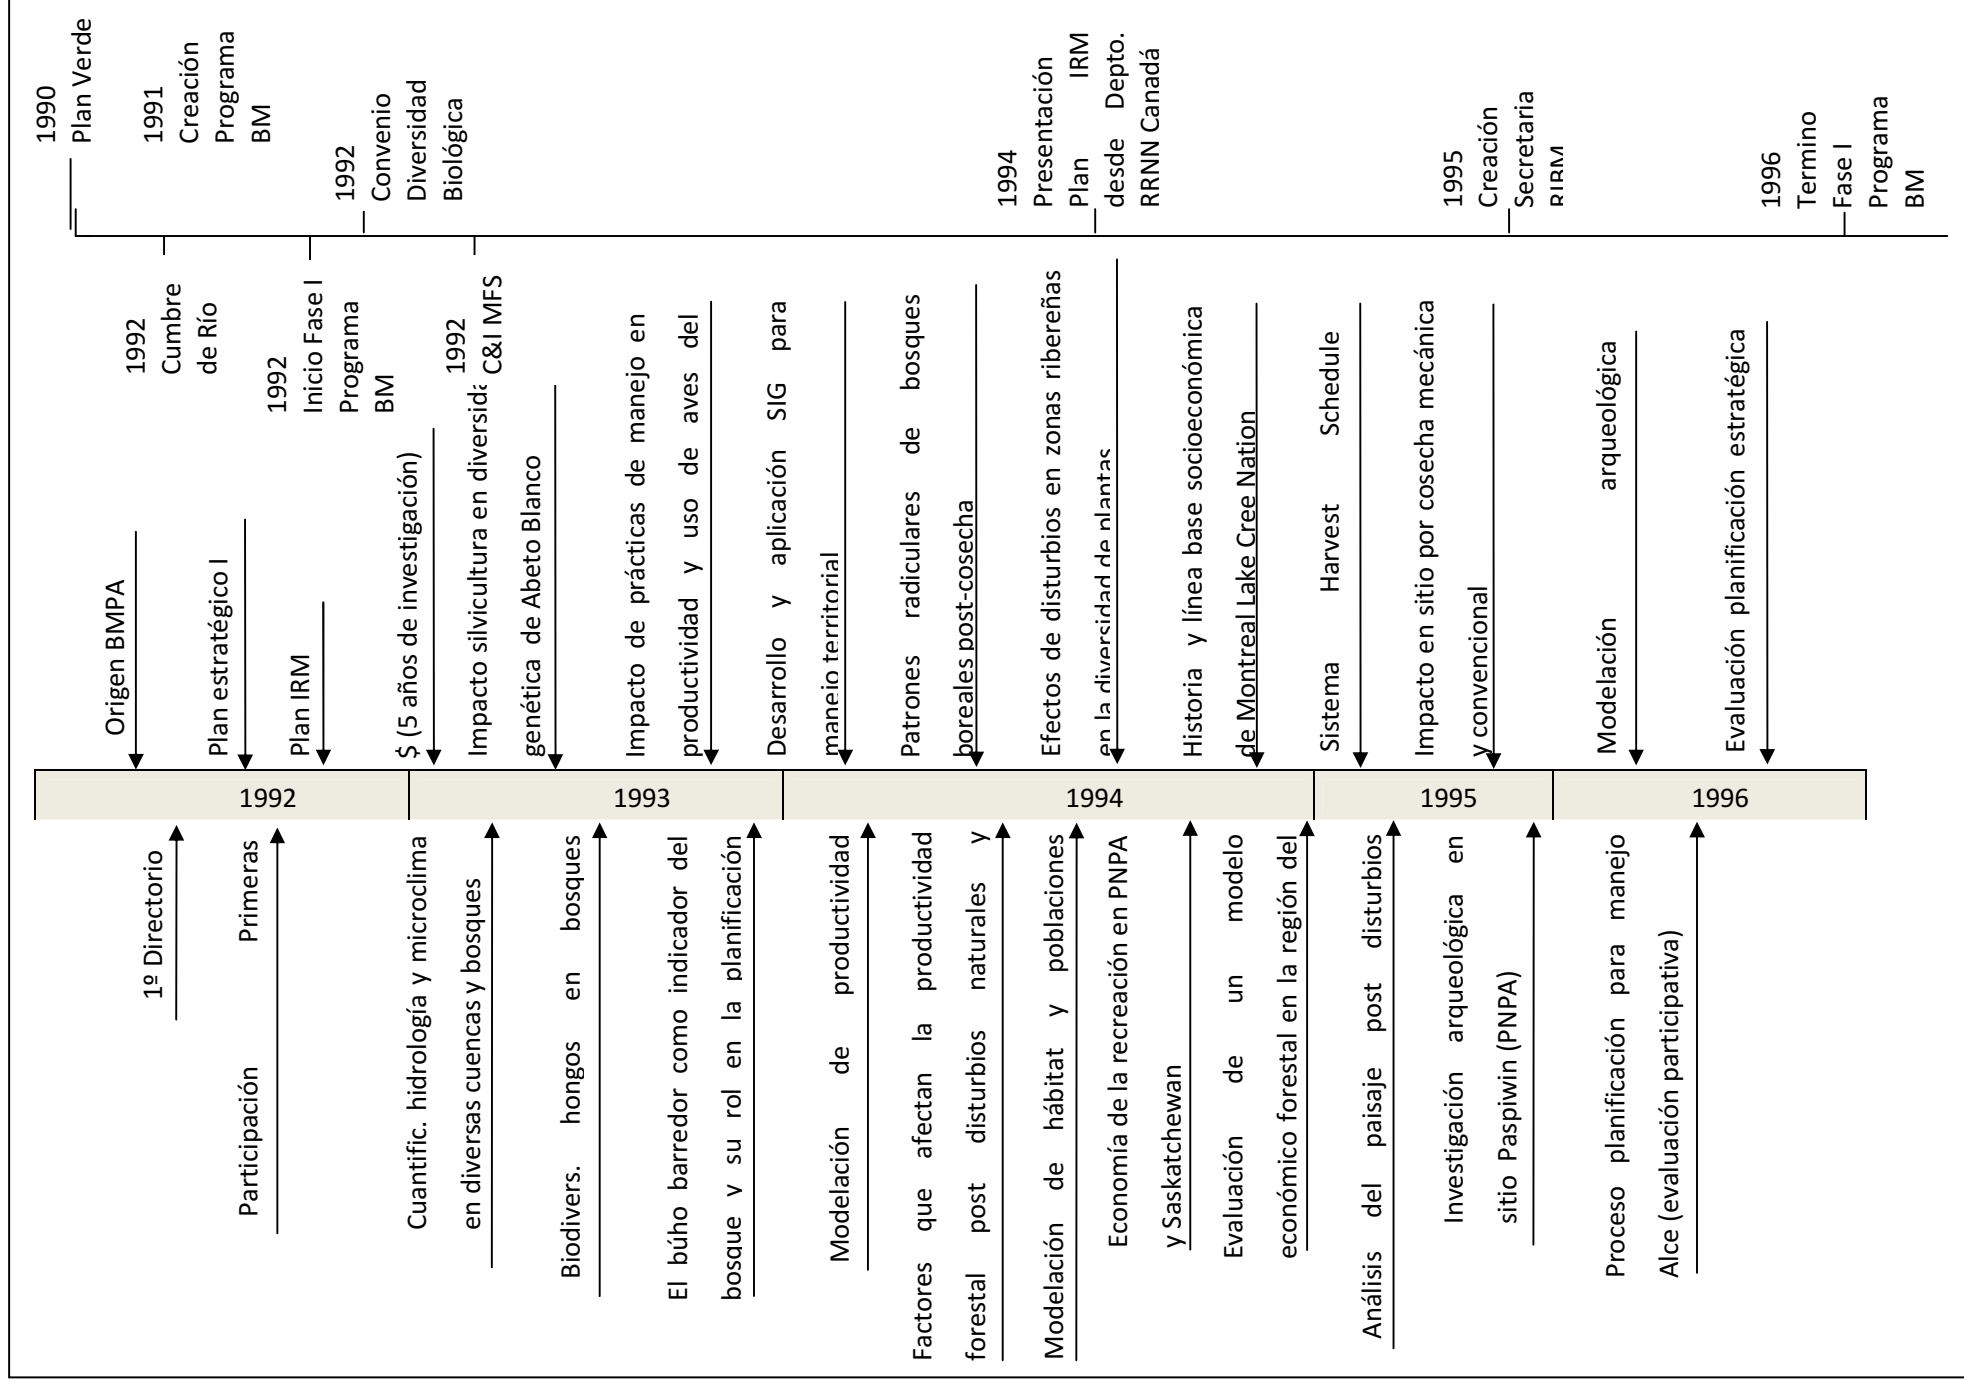 1990
Plan Verde
1991
Creación
Programa
BM
1992
Convenio
Diversidad
Biológica
1994
Presentación
Plan IRM
desde Depto.
RRNN Canadá
1995
Creación
Secretaria
RIBM
1996
Termino
Fase I
Programa
BM
1992
Cumbre
de Río
1992
Inicio Fase I
Programa
BM
1992
C&I MFS
Origen BMPA
Plan estratégico I
Plan IRM
$ (5 años de investigación)
Impacto silvicultura en
genética de Abeto Blanco
Impacto de prácticas de manejo en
productividad y uso de aves del
Desarrollo y aplicación SIG para
manejo territorial
Patrones radiculares de bosques
boreales post-cosecha
Efectos de disturbios en zonas ribereñas
en la diversidad de plantas
Historia y línea base socioeconómica
de Montreal Lake Cree Nation
Sistema Harvest Schedule
Impacto en sitio por cosecha mecánica
y convencional
Modelación arqueológica
Evaluación planificación estratégica
1992
1993
1994
1995
1996
1º Directorio
Participación Primeras
Cuantific. hidrología y microclima
en diversas cuencas y bosques
Biodivers. hongos en bosques
El búho barredor como indicador del
bosque y su rol en la planificación
Modelación de productividad
Factores que afectan la productividad
forestal post disturbios naturales y
Modelación de hábitat y poblaciones
Economía de la recreación en PNPA
y Saskatchewan
Evaluación de un modelo
económico forestal en la región del
Análisis del paisaje post disturbios
Investigación arqueológica en
sitio Paspiwin (PNPA)
Proceso planificación para manejo
Alce (evaluación participativa)